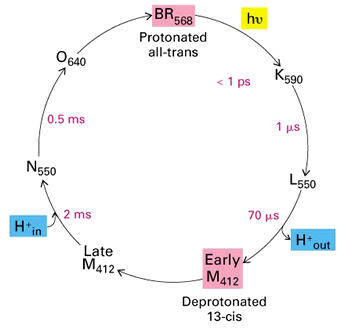 BR568
hυ
Protonated
all-trans
O640
K590
< 1 ps
0.5 ms
1 μs
N550
L550
70 μs
H+in
2 ms
H+out
Late
M412
Early
M412
Deprotonated
13-cis